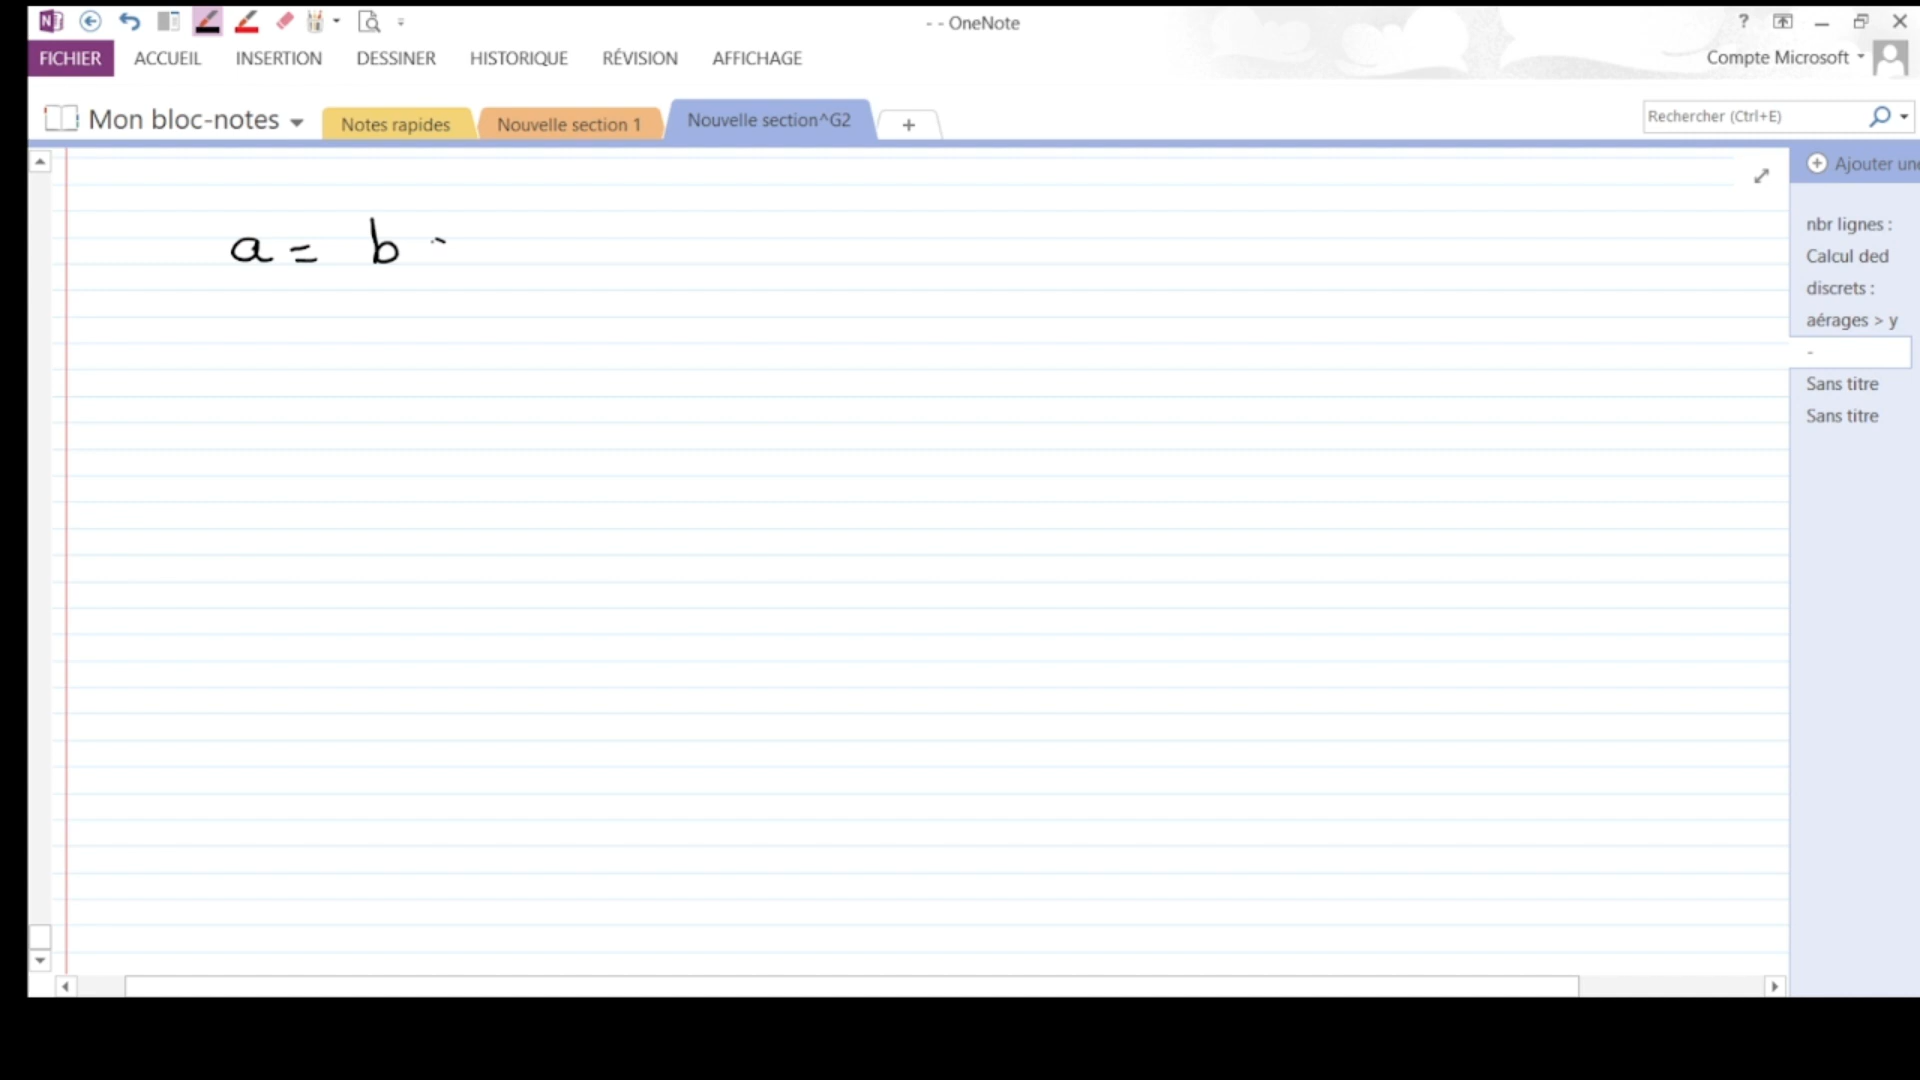 - - OneNote
?
FICHIER ACCUEIL INSERTION DESSINER HISTORIQUE RÉVISION AFFICHAGE
Compte Microsoft
Mon bloc-notes
Notes rapides
Nouvelle section 1
Nouvelle section^G2
+
Rechercher (Ctrl+E)
Ajouter une
a = b -
nbr lignes :
Calcul ded
discrets :
aérages > y
-
Sans titre
Sans titre